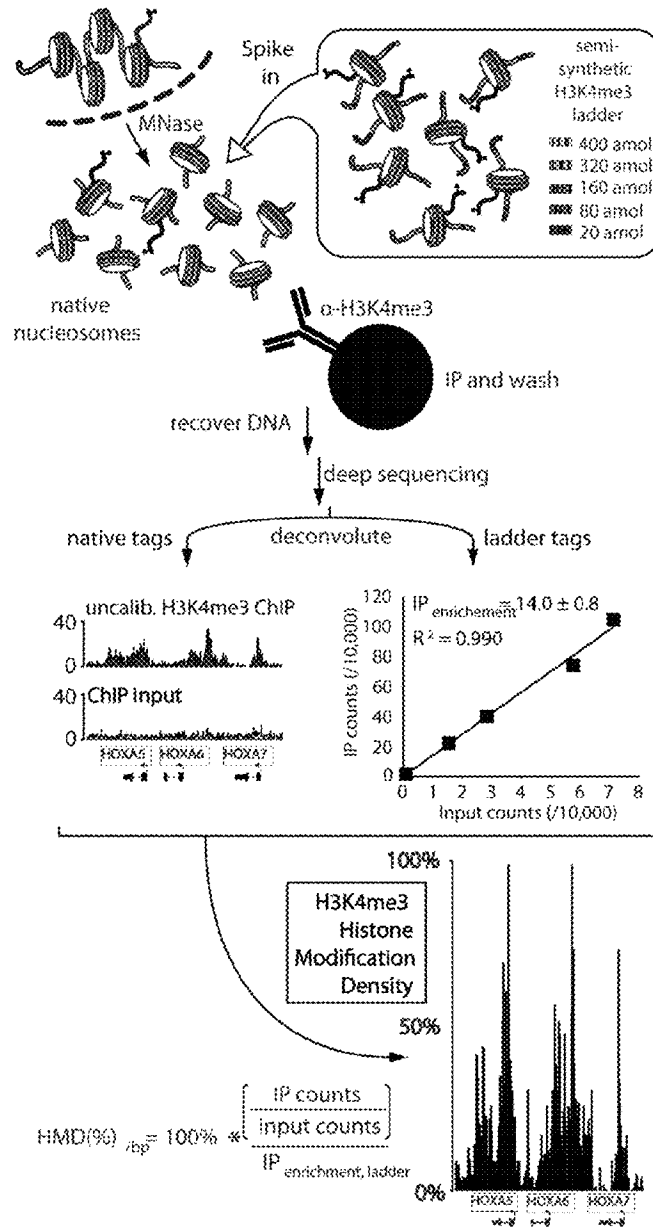 Spike
in
MNase
semi-
synthetic
H3K4me3
ladder
400 amol
320 amol
160 amol
80 amol
20 amol
native
nucleosomes
α-H3K4me3
IP and wash
recover DNA
deep sequencing
native tags
deconvolute
ladder tags
uncalib. H3K4me3 ChIP
40
0
ChIP input
40
0
HOXA5 HOXA6 HOXA7
IP enrichement = 14.0 ± 0.8
R² = 0.990
IP counts (/10,000)
120
100
80
60
40
20
0
0 1 2 3 4 5 6 7 8
Input counts (/10,000)
H3K4me3
Histone
Modification
Density
100%
50%
0%
HOXA5 HOXA6 HOXA7
HMD(%) /bp = 100% *
IP counts
input counts
IP enrichment, ladder